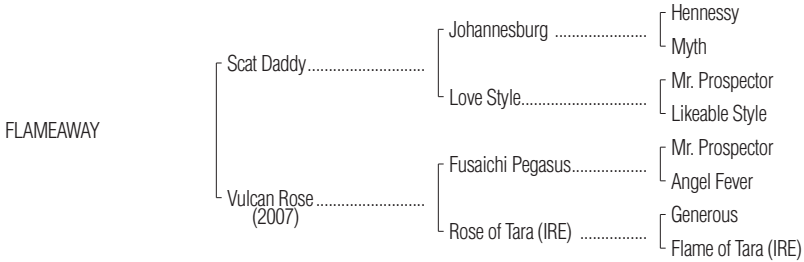 Hennessy
Johannesburg ......................
Myth
Scat Daddy............................
Mr. Prospector
Love Style..............................
Likeable Style
FLAMEAWAY
Mr. Prospector
Fusaichi Pegasus..................
Angel Fever
Vulcan Rose ..........................
(2007)
Generous
Rose of Tara (IRE) ................
Flame of Tara (IRE)